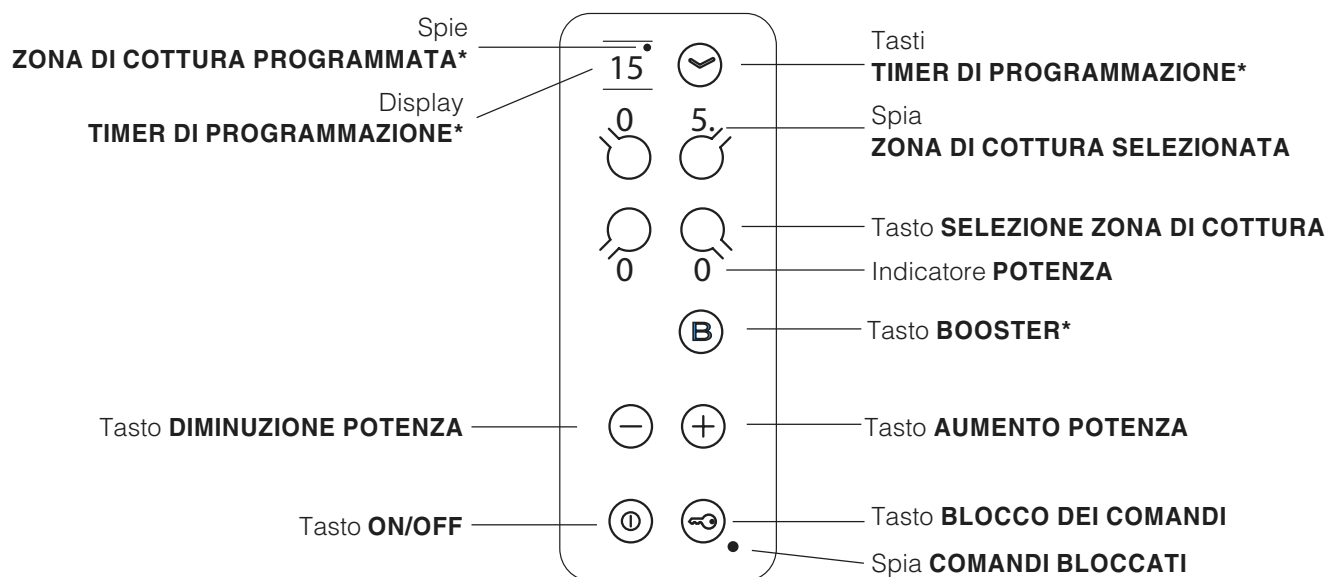 Spie
ZONA DI COTTURA PROGRAMMATA*
Display
TIMER DI PROGRAMMAZIONE*
15
0
5.
Tasti
TIMER DI PROGRAMMAZIONE*
Spia
ZONA DI COTTURA SELEZIONATA
Tasto SELEZIONE ZONA DI COTTURA
0
0
Indicatore POTENZA
B
Tasto BOOSTER*
Tasto DIMINUZIONE POTENZA
Tasto AUMENTO POTENZA
Tasto ON/OFF
Tasto BLOCCO DEI COMANDI
Spia COMANDI BLOCCATI